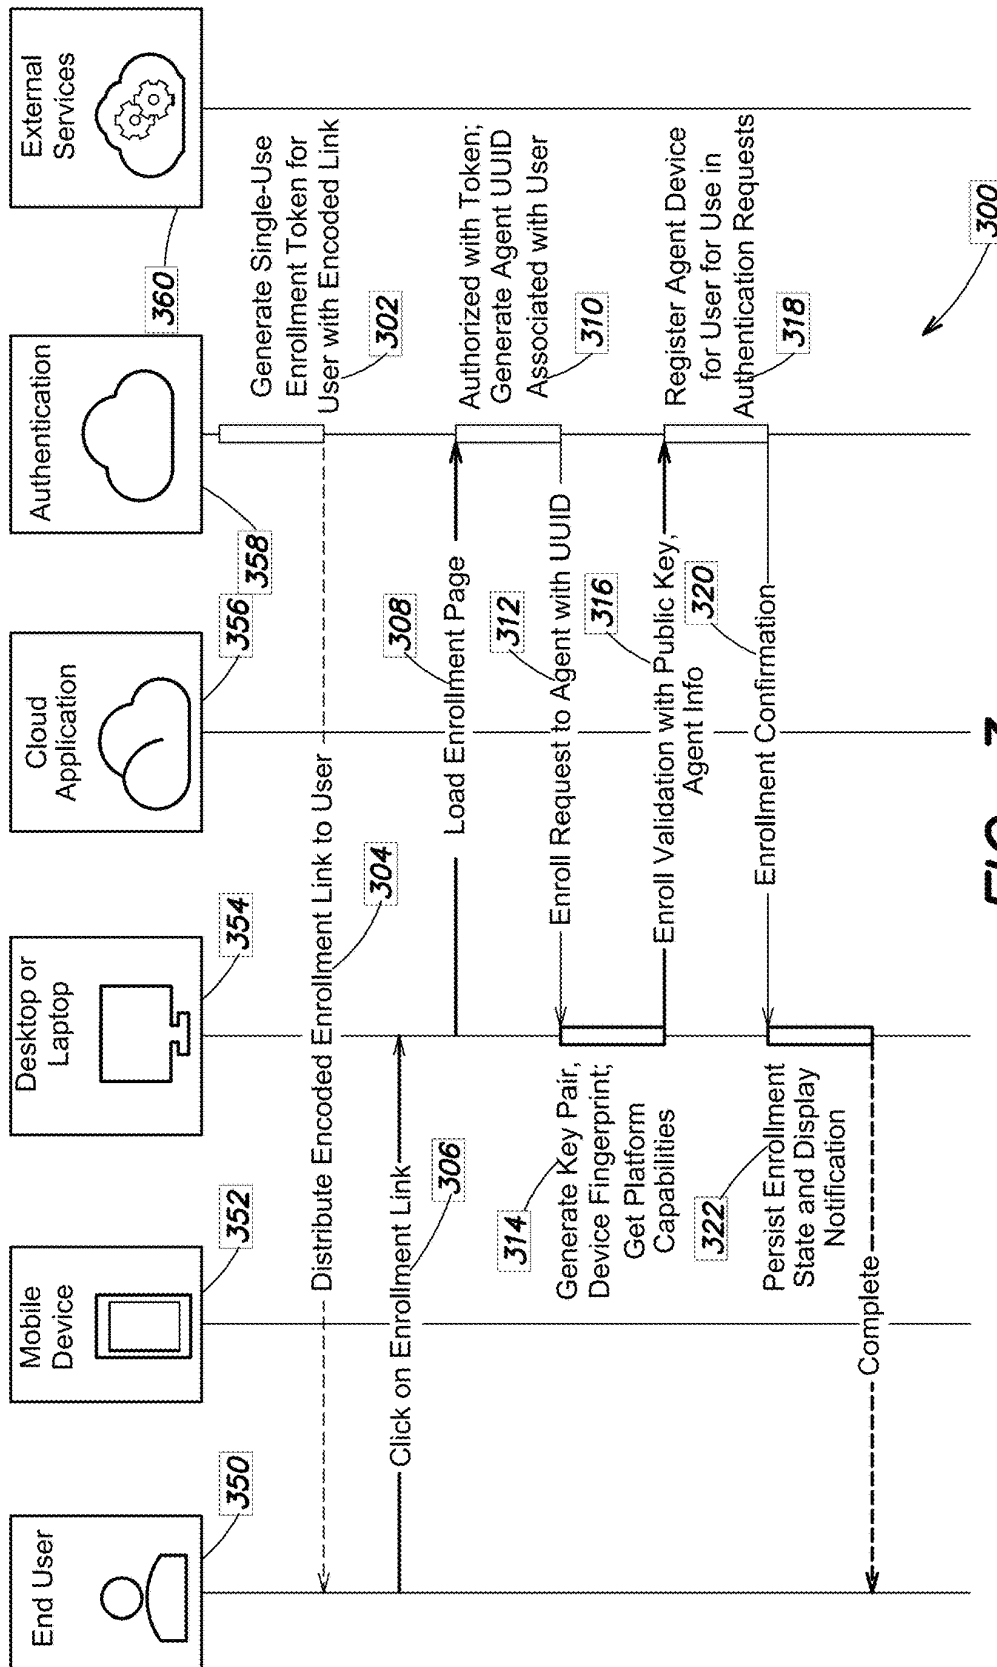 End User
350
Mobile
Device
352
Desktop or
Laptop
354
Cloud
Application
356
Authentication
358
External
Services
360
Generate Single-Use
Enrollment Token for
User with Encoded Link
302
Distribute Encoded Enrollment Link to User
304
Click on Enrollment Link
306
Load Enrollment Page
308
Authorized with Token;
Generate Agent UUID
Associated with User
310
Enroll Request to Agent with UUID
312
Generate Key Pair,
Device Fingerprint;
Get Platform
Capabilities
314
Enroll Validation with Public Key,
Agent Info
316
Register Agent Device
for User for Use in
Authentication Requests
318
Enrollment Confirmation
320
Persist Enrollment
State and Display
Notification
322
Complete
300